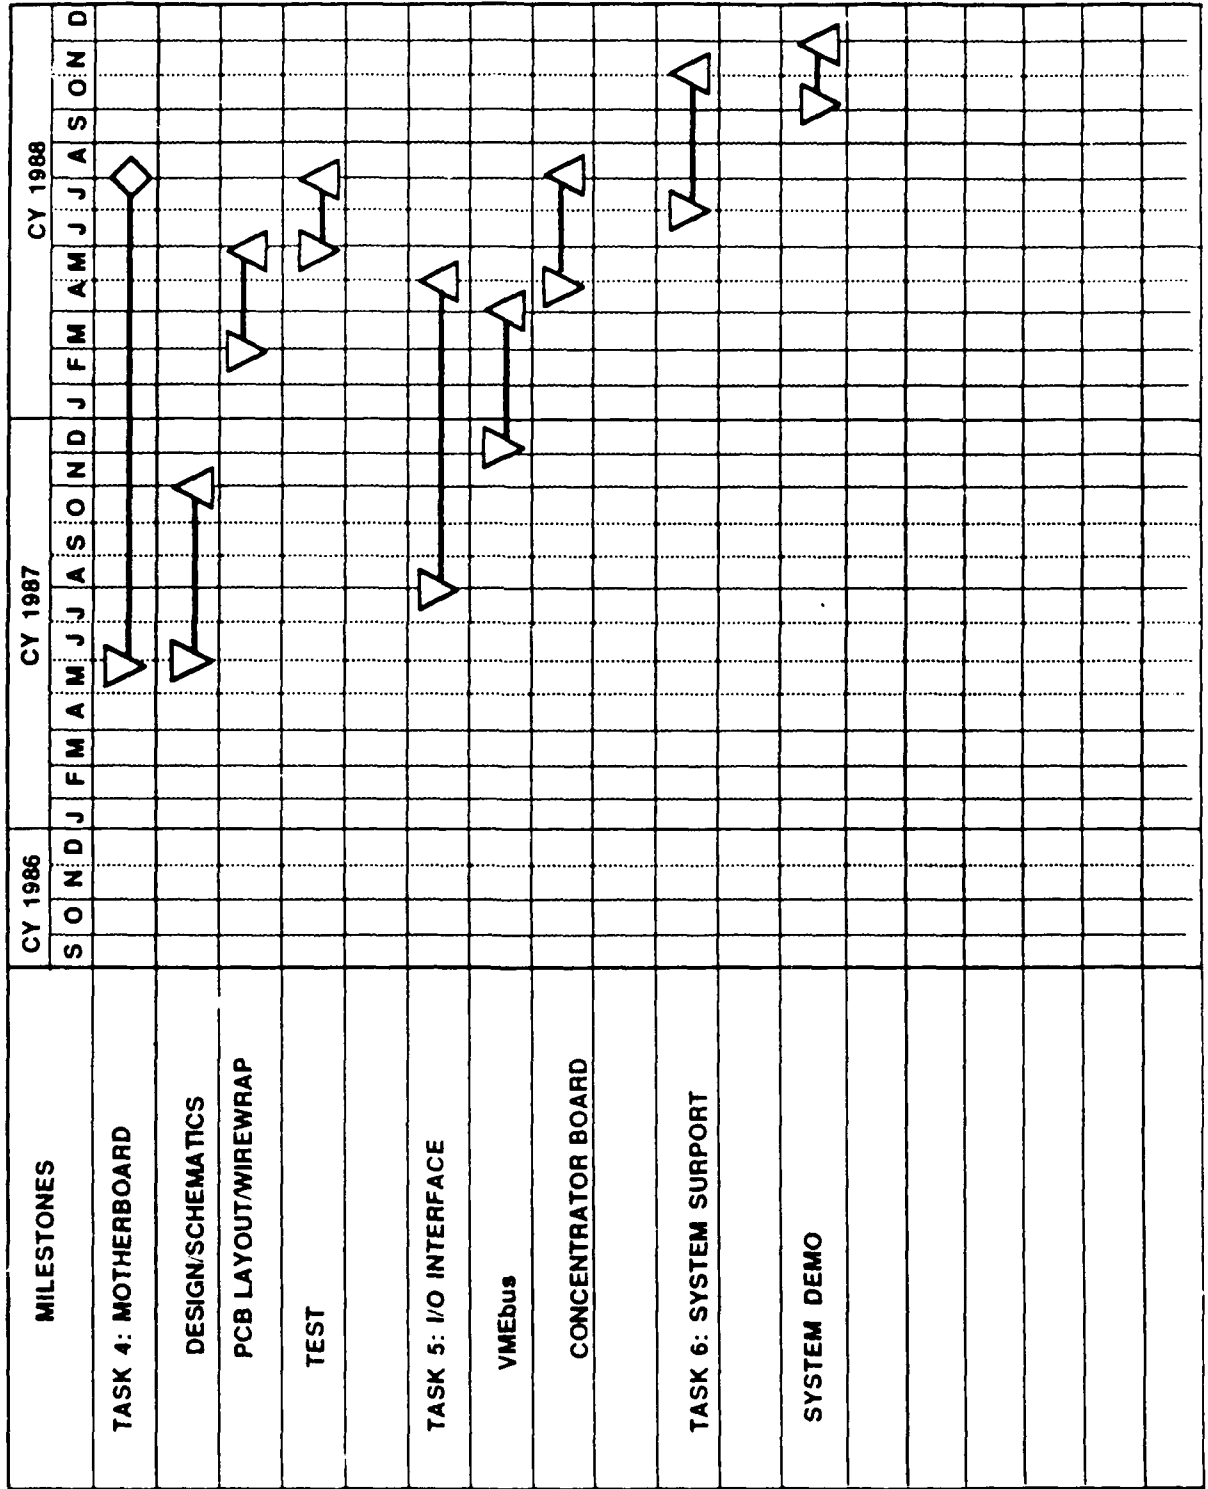 MILESTONES
CY 1986
CY 1987
CY 1988
S O N D J F M A M J J A S O N D J F M A M J J A S O N D
TASK 4: MOTHERBOARD
DESIGN/SCHEMATICS
PCB LAYOUT/WIREWRAP
TEST
TASK 5: I/O INTERFACE
VMEbus
CONCENTRATOR BOARD
TASK 6: SYSTEM SURPORT
SYSTEM DEMO